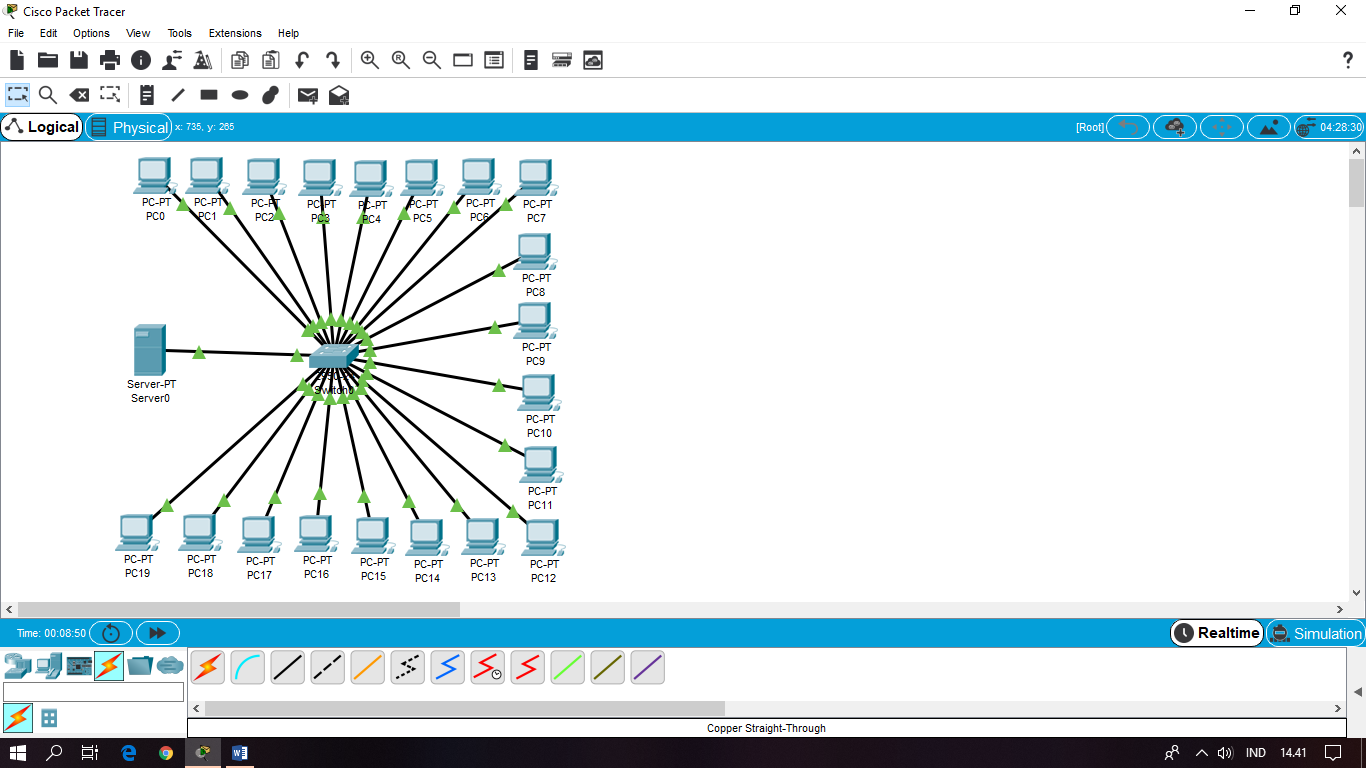 Cisco Packet Tracer
File Edit Options View Tools Extensions Help
?
Logical Physical x: 735, y: 265 [Root] 04:28:30
PC-PT
PC0
PC-PT
PC1
PC-PT
PC2
PC-PT
PC3
PC-PT
PC4
PC-PT
PC5
PC-PT
PC6
PC-PT
PC7
PC-PT
PC8
PC-PT
PC9
Server-PT
Server0
Switch0
PC-PT
PC10
PC-PT
PC11
PC-PT
PC19
PC-PT
PC18
PC-PT
PC17
PC-PT
PC16
PC-PT
PC15
PC-PT
PC14
PC-PT
PC13
PC-PT
PC12
Time: 00:08:50 Realtime Simulation
Copper Straight-Through
IND 14.41